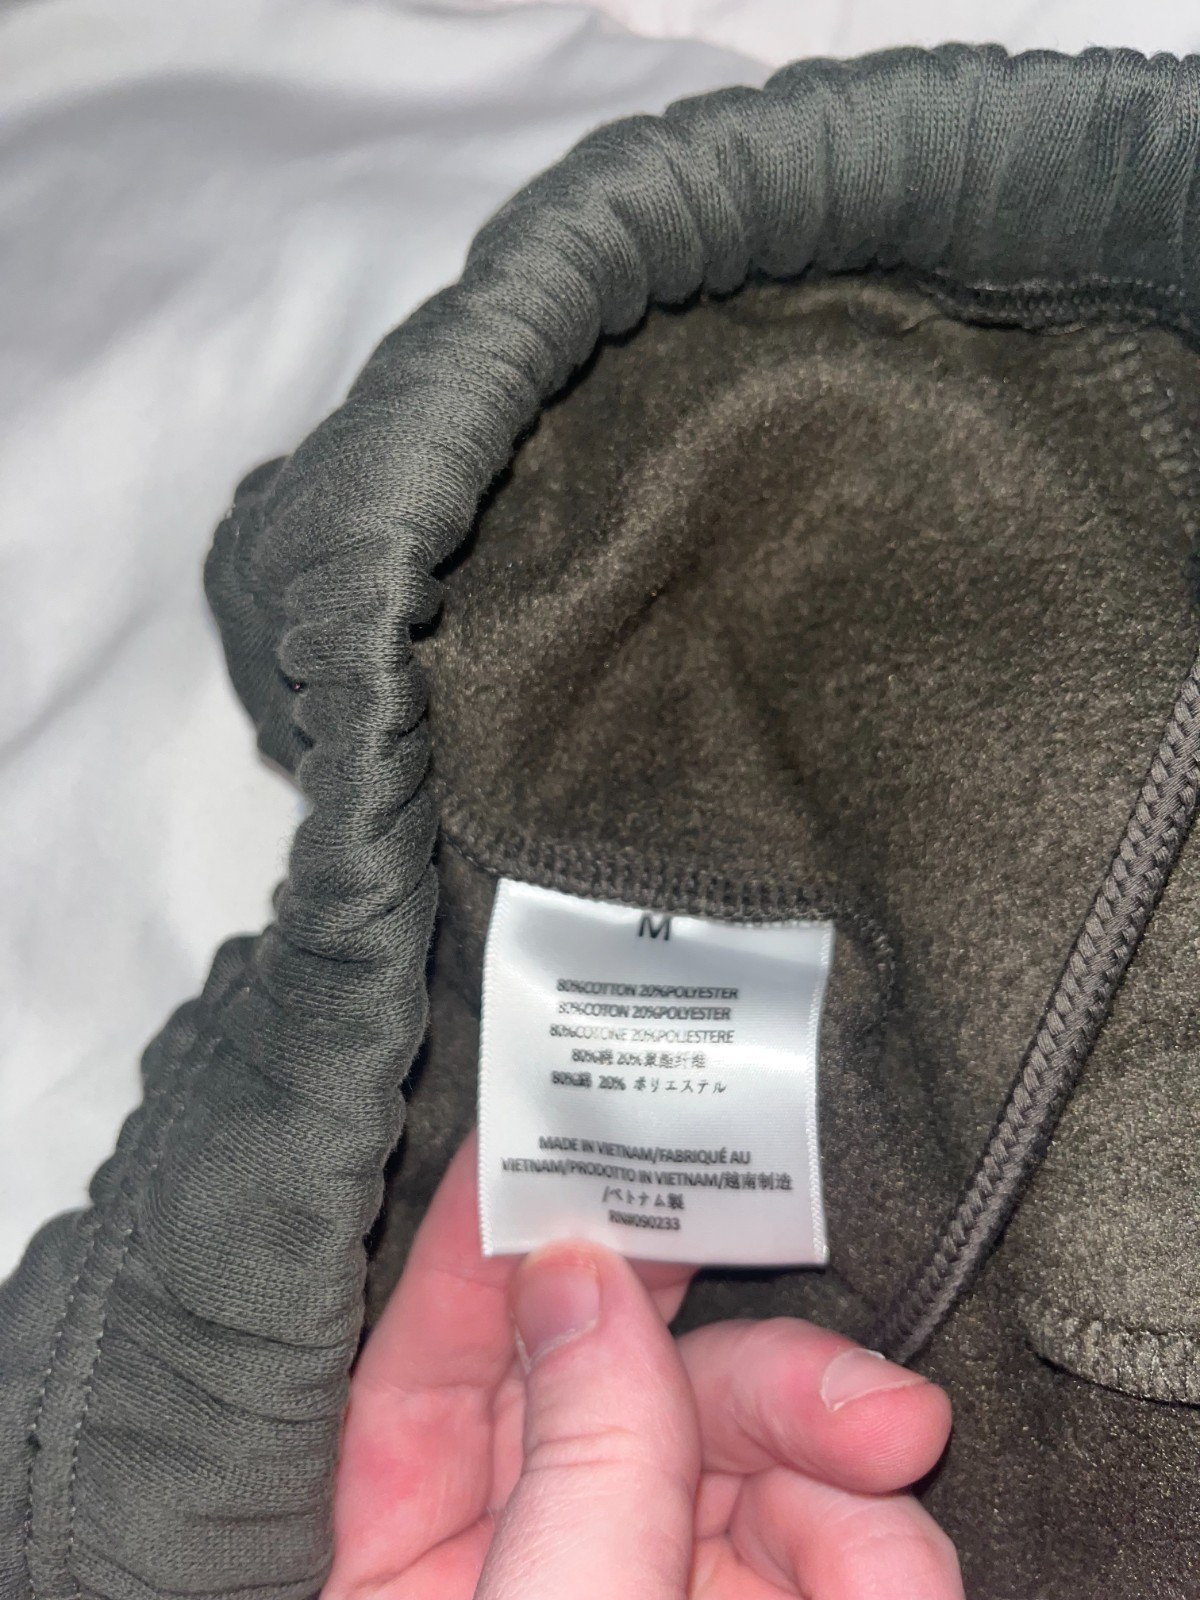 M
80%COTTON 20%POLYESTER
80%COTON 20%POLYESTER
80%COTONE 20%POLIESTERE
80%棉 20%聚酯纤维
80%綿 20% ポリエステル
MADE IN VIETNAM/FABRIQUÉ AU
VIETNAM/PRODOTTO IN VIETNAM/越南制造
/ベトナム製
RN#090233